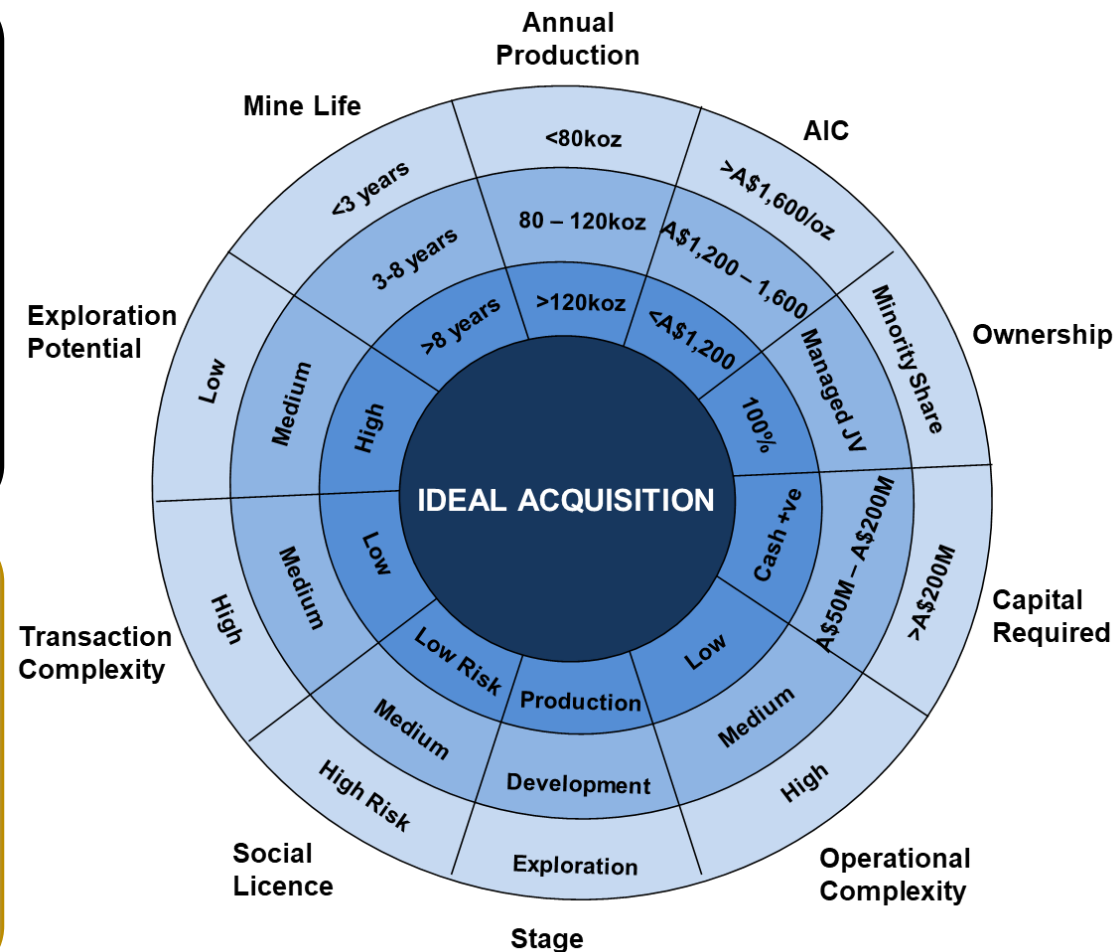 Annual
Production
Mine Life
AIC
<80koz
<3 years
>A$1,600/oz
80 – 120koz
3-8 years
A$1,200 – 1,600
>120koz
>8 years
<A$1,200
Exploration
Potential
Ownership
Low
Medium
High
100%
Managed JV
Minority Share
IDEAL ACQUISITION
Transaction
Complexity
High
Medium
Low
Cash +ve
A$50M – A$200M
>A$200M
Capital
Required
Low Risk
Production
Low
Medium
Development
Medium
High Risk
Exploration
High
Social
Licence
Operational
Complexity
Stage